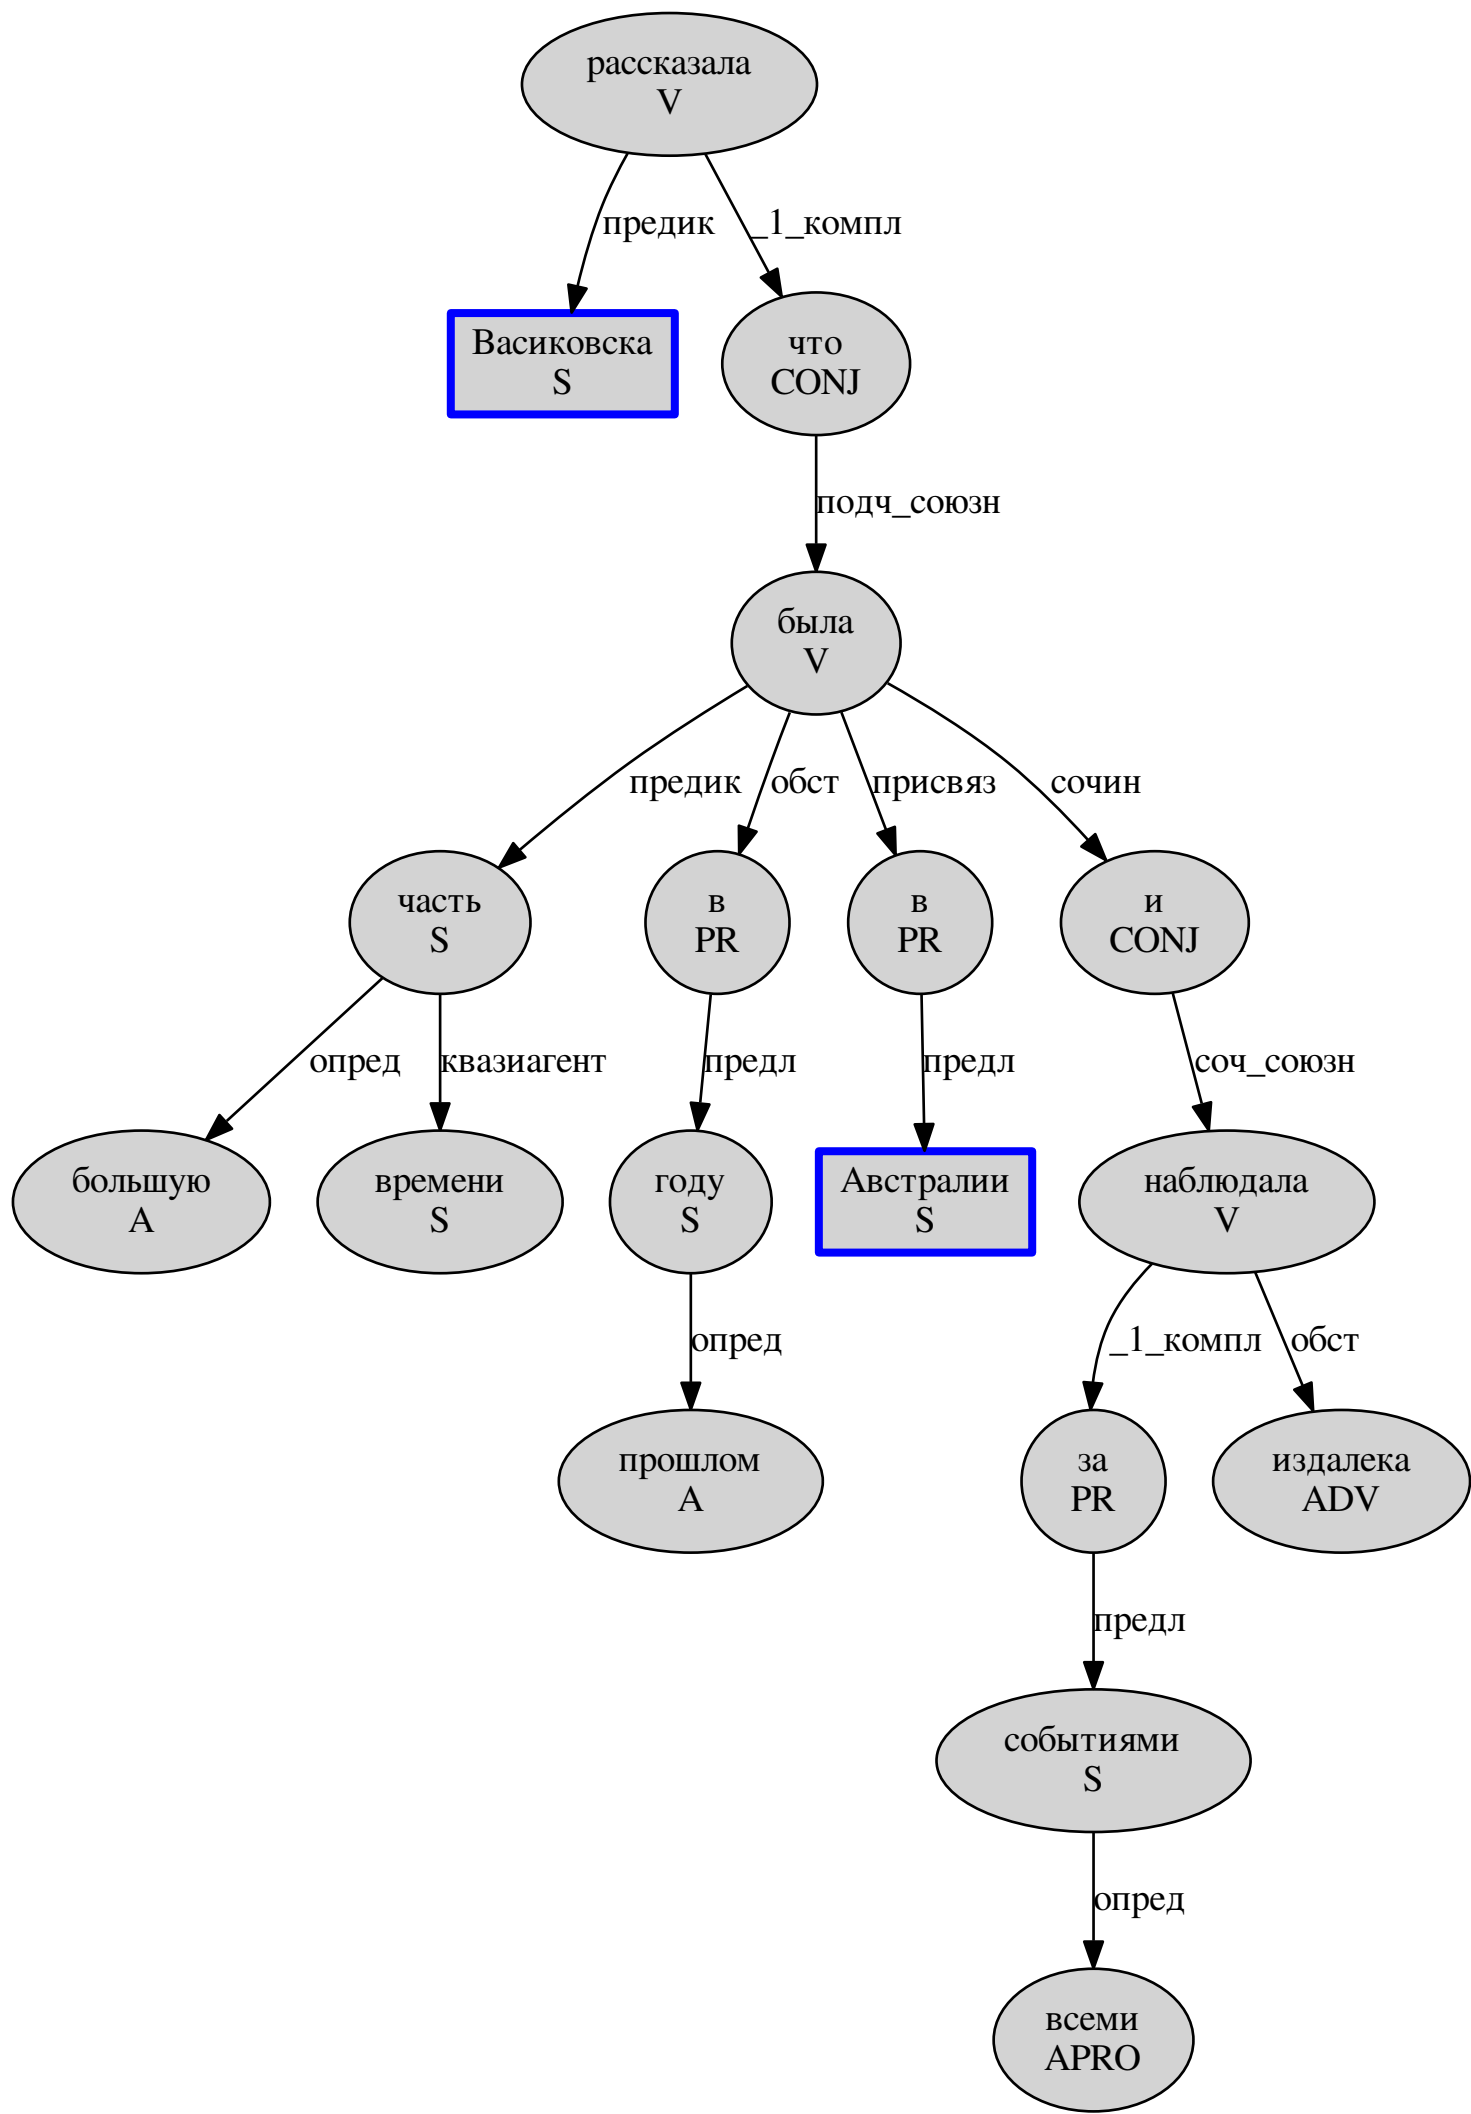 рассказала
V
предик
_1_компл
Васиковска
S
что
CONJ
подч_союзн
была
V
предик
обст
присвяз
сочин
часть
S
в
PR
в
PR
и
CONJ
опред
квазиагент
предл
предл
соч_союзн
большую
A
времени
S
году
S
Австралии
S
наблюдала
V
опред
_1_компл
обст
прошлом
A
за
PR
издалека
ADV
предл
событиями
S
опред
всеми
APRO